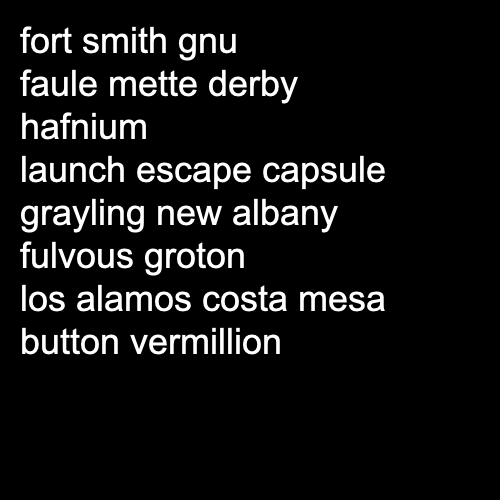 fort smith gnu
faule mette derby
hafnium
launch escape capsule
grayling new albany
fulvous groton
los alamos costa mesa
button vermillion